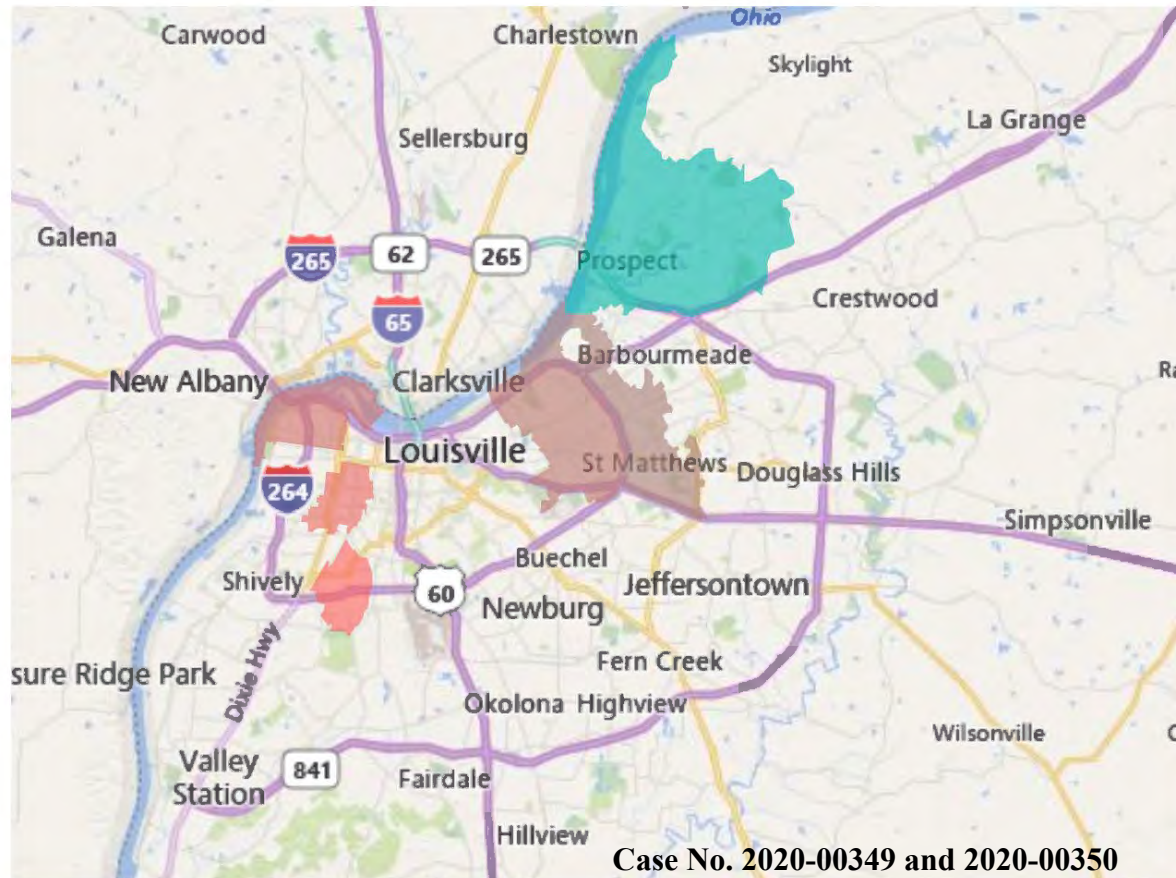 Ohio
Carwood
Charlestown
Skylight
La Grange
Sellersburg
Galena
265
62
265
Prospect
Crestwood
65
Barbourmeade
Ra
New Albany
Clarksville
Louisville
St Matthews
Douglass Hills
264
Simpsonville
Buechel
Shively
60
Jeffersontown
Newburg
Fern Creek
sure Ridge Park
Dixie Hwy
Okolona
Highview
Wilsonville
C
Valley
Station
841
Fairdale
Hillview
Case No. 2020-00349 and 2020-00350